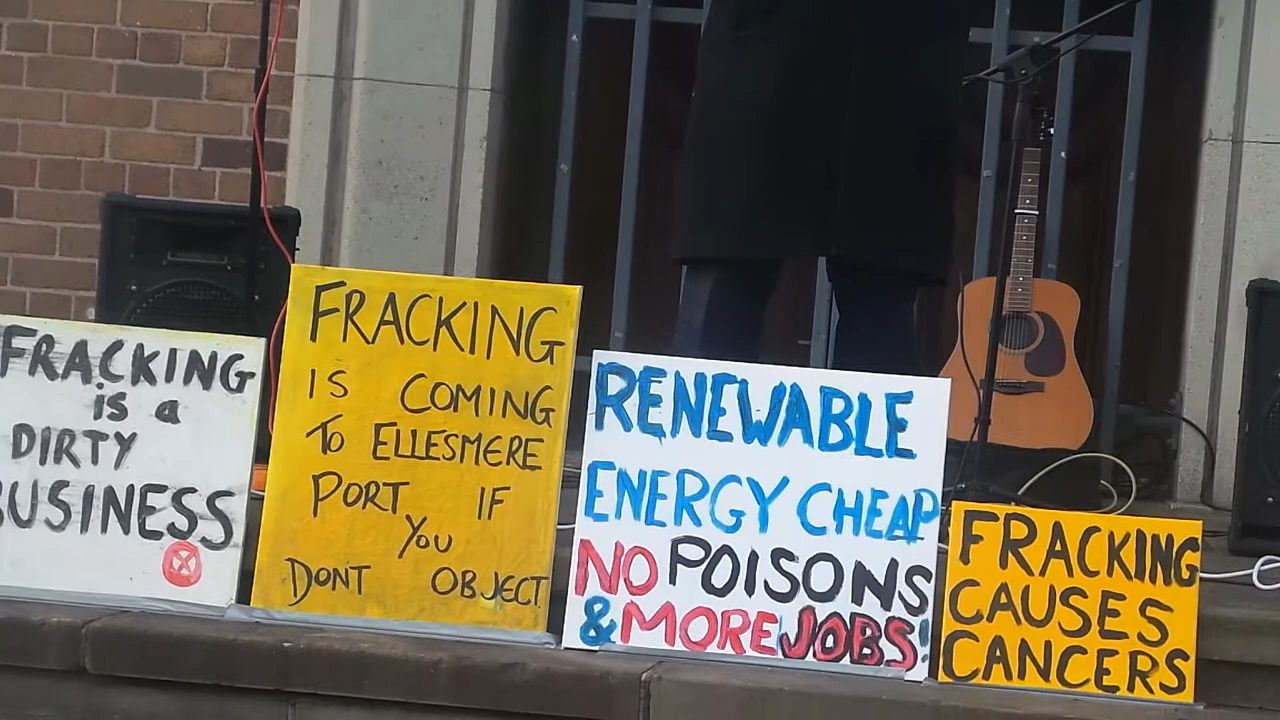 FRACKING
is a
DIRTY
BUSINESS
FRACKING
IS COMING
To ELLESMERE
PORT IF
You
DONT OBJECT
RENEWABLE
ENERGY CHEAP
NO POISONS
& MORE JOBS!
FRACKING
CAUSES
CANCERS